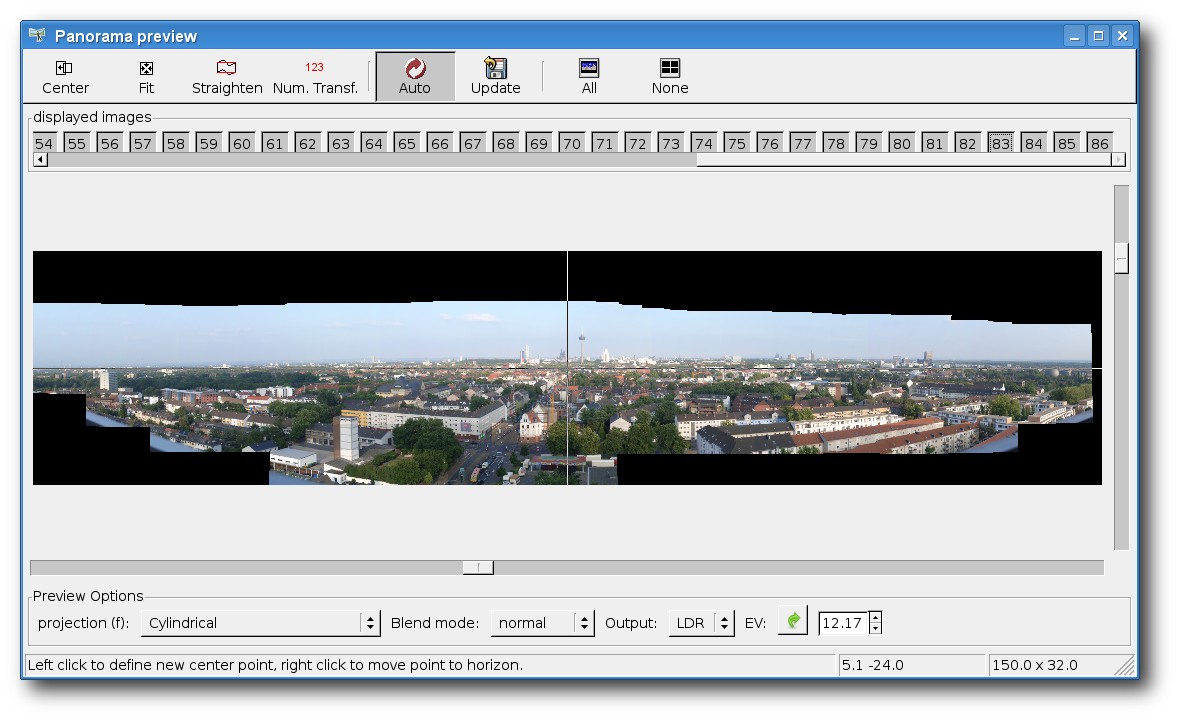 Panorama preview
Center Fit Straighten 123 Num. Transf. Auto Update All None
displayed images
54 55 56 57 58 59 60 61 62 63 64 65 66 67 68 69 70 71 72 73 74 75 76 77 78 79 80 81 82 83 84 85 86
Preview Options
projection (f): Cylindrical Blend mode: normal Output: LDR EV: 12.17
Left click to define new center point, right click to move point to horizon. 5.1 -24.0 150.0 x 32.0